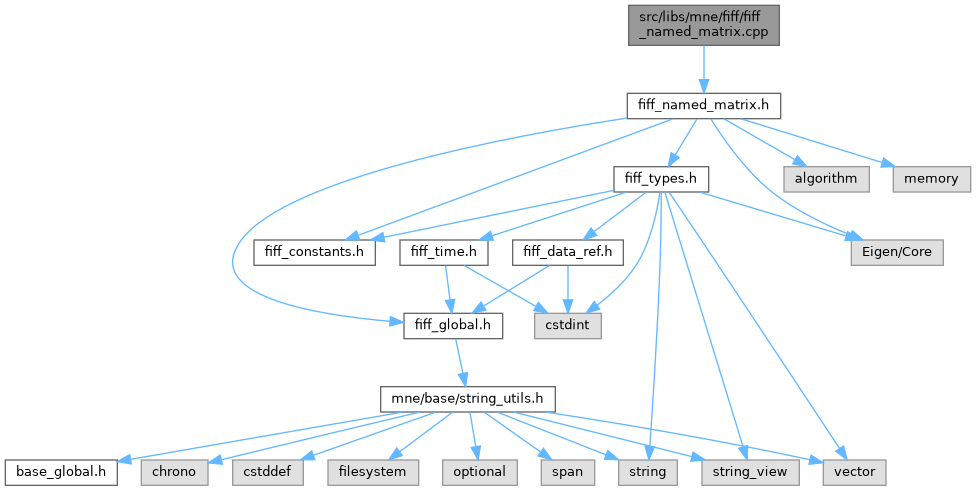 src/libs/mne/fiff/fiff
_named_matrix.cpp
fiff_named_matrix.h
fiff_types.h
algorithm
memory
fiff_constants.h
fiff_time.h
fiff_data_ref.h
Eigen/Core
fiff_global.h
cstdint
mne/base/string_utils.h
base_global.h
chrono
cstddef
filesystem
optional
span
string
string_view
vector